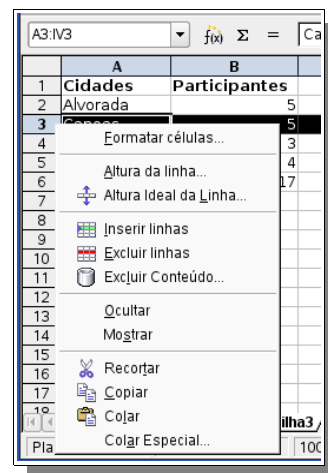 A3:IV3 f(x) Σ = Ca
A B
1 Cidades Participantes
2 Alvorada 5
3 Canoas 5
4 3
5 4
6 17
7
8
9
10
11
12
13
14
15
16
17
18
Formatar células...
Altura da linha...
Altura Ideal da Linha...
Inserir linhas
Excluir linhas
Excluir Conteúdo...
Ocultar
Mostrar
Recortar
Copiar
Colar
Colar Especial...
ilha3
Pla 100